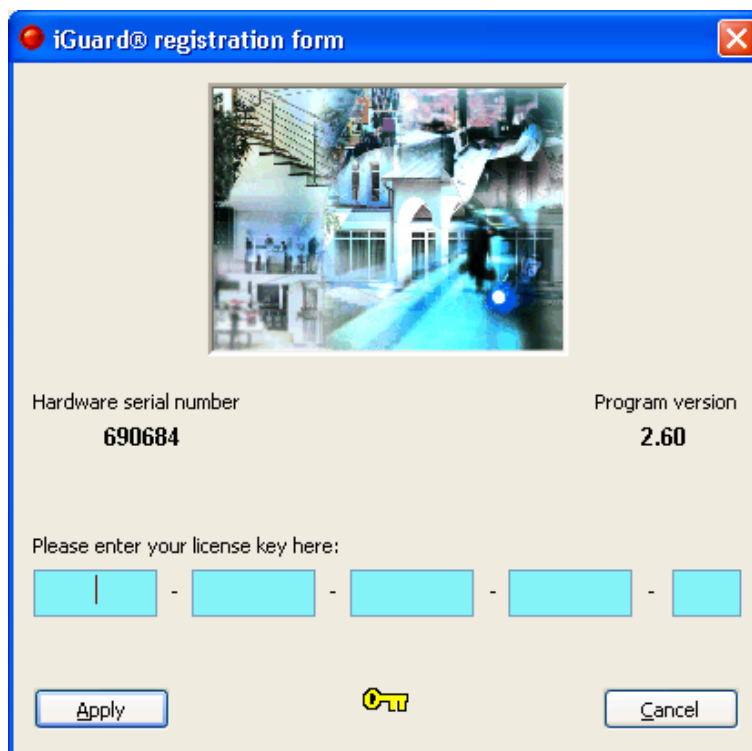 iGuard® registration form
Hardware serial number
Program version
690684
2.60
Please enter your license key here:
- - - -
Apply
Cancel